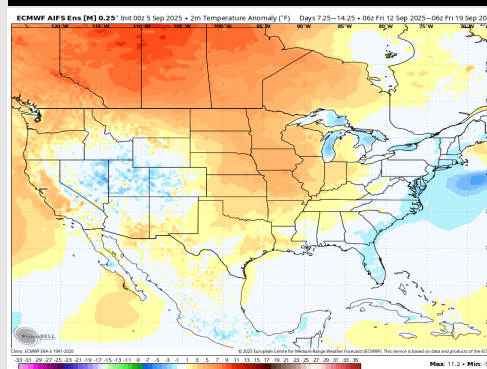 ECMWF AIFS Ens [M] 0.25° Init 00z 5 Sep 2025 • 2m Temperature Anomaly (°F) Days 7.25−14.25 • 06z Fri 12 Sep 2025−06z Fri 19 Sep 20
120°W 115°W 110°W 105°W 100°W 95°W 90°W 85°W 80°W 75°W 70°W
WeatherBELL
Climo: ECMWF ERA-5 1991-2020 © 2025 European Centre for Medium-Range Weather Forecasts (ECMWF). This service is based on data and products of the EC
-33 -31 -29 -27 -25 -23 -21 -19 -17 -15 -13 -11 -9 -7 -5 -3 -1 1 3 5 7 9 11 13 15 17 19 21 23 25 27 29 31 33 35
Max: 11.2 • Min: -5